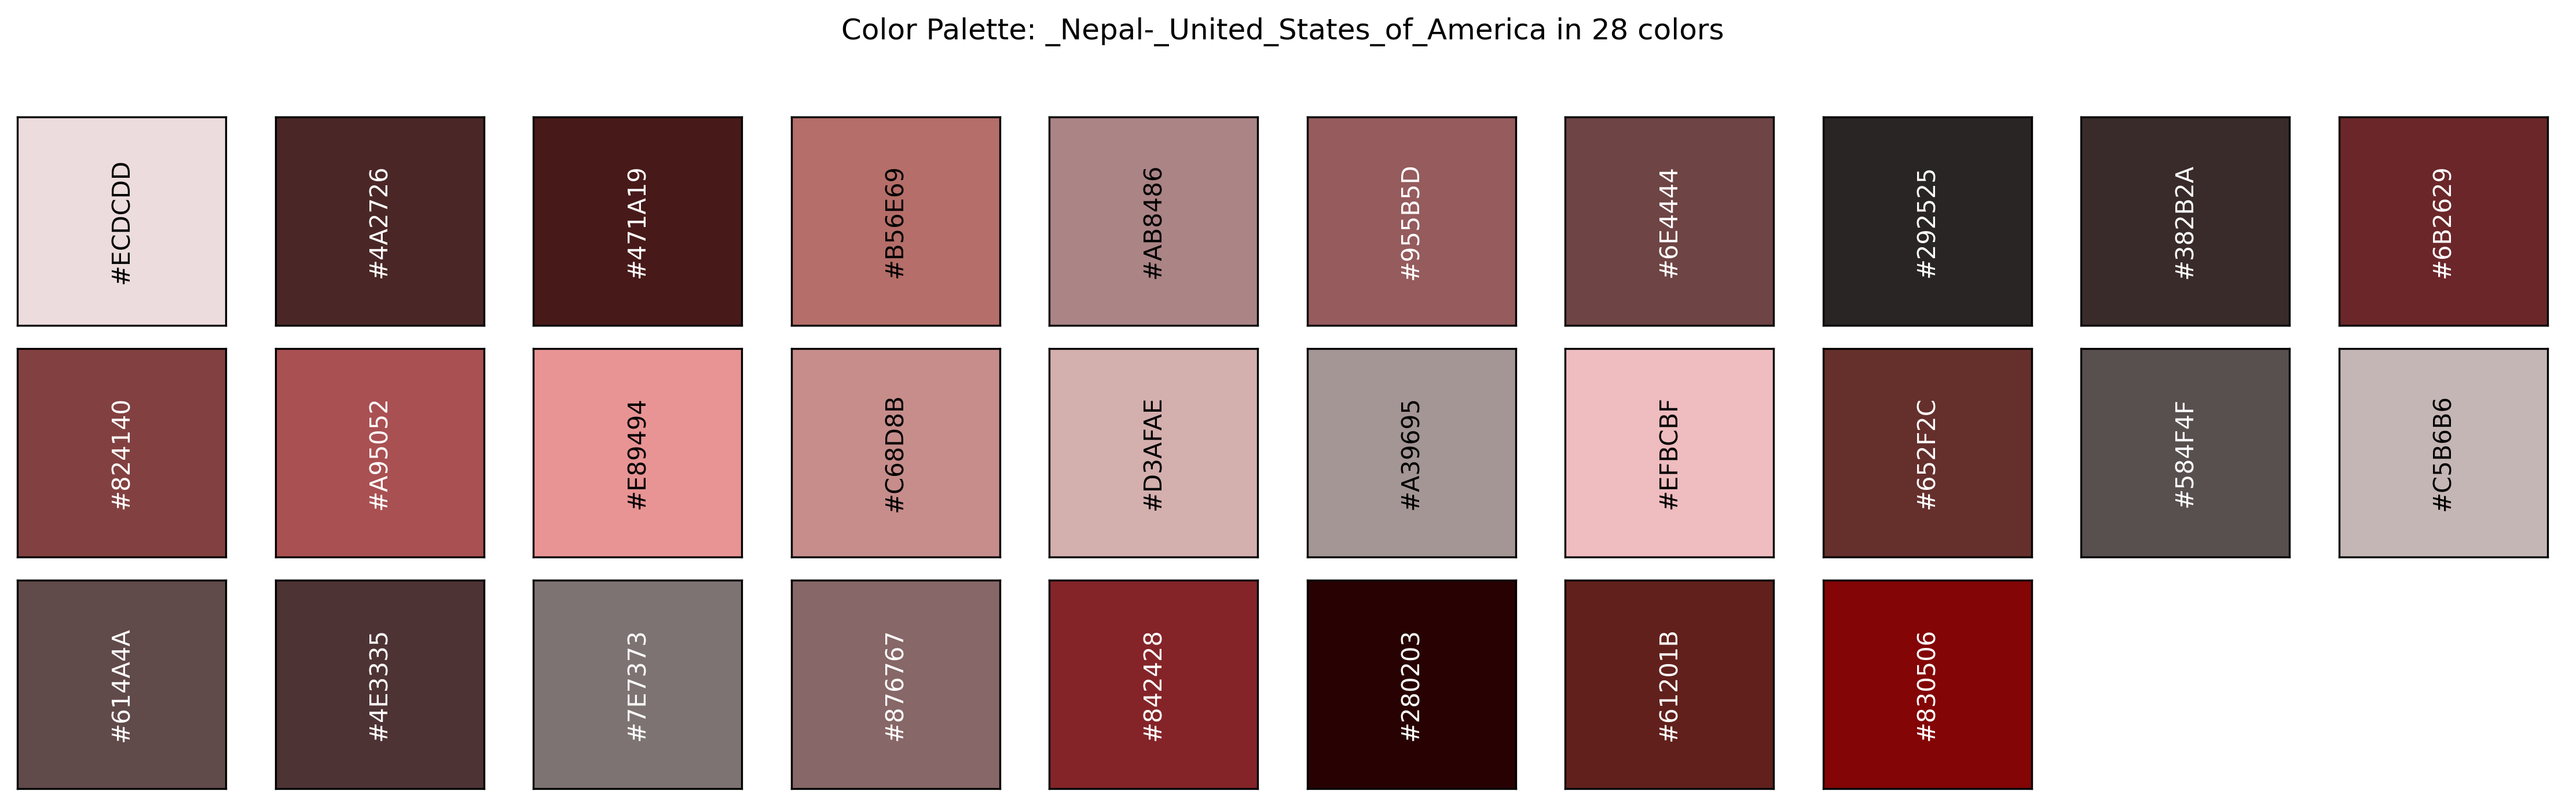 Color Palette: _Nepal-_United_States_of_America in 28 colors
#ECDCDD
#4A2726
#471A19
#B56E69
#AB8486
#955B5D
#6E4444
#292525
#382B2A
#6B2629
#824140
#A95052
#E89494
#C68D8B
#D3AFAE
#A39695
#EFBCBF
#652F2C
#584F4F
#C5B6B6
#614A4A
#4E3335
#7E7373
#876767
#842428
#280203
#61201B
#830506